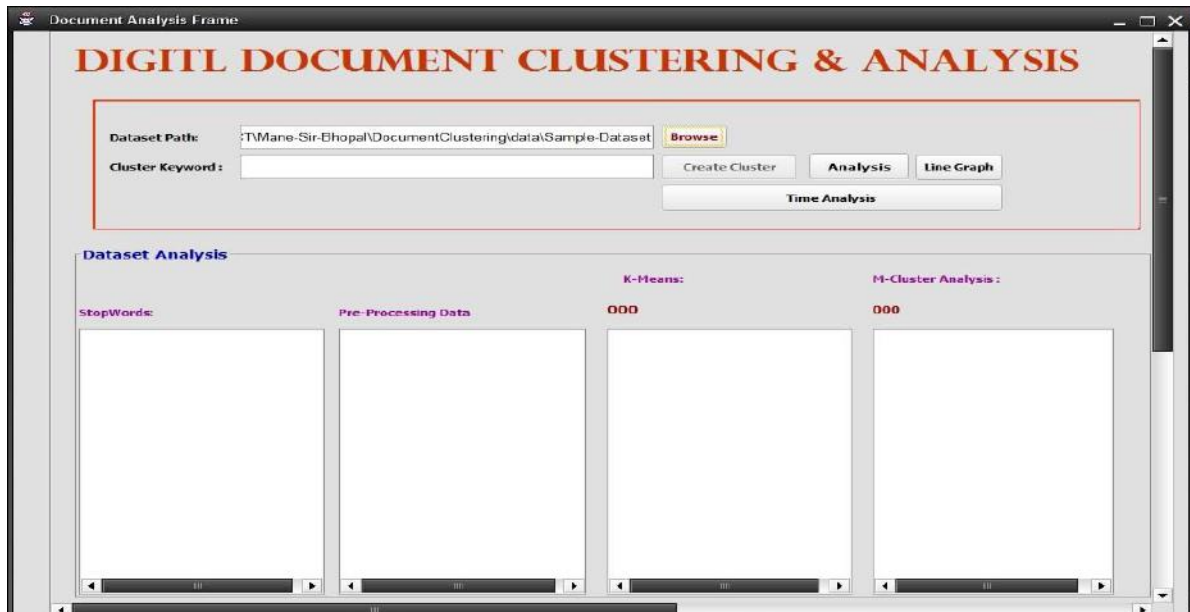 Document Analysis Frame
DIGITL DOCUMENT CLUSTERING & ANALYSIS
Dataset Path: :T\Mane-Sir-Bhopal\DocumentClustering\data\Sample-Dataset Browse
Cluster Keyword : Create Cluster Analysis Line Graph
Time Analysis
Dataset Analysis
K-Means: M-Cluster Analysis :
StopWords: Pre-Processing Data 000 000